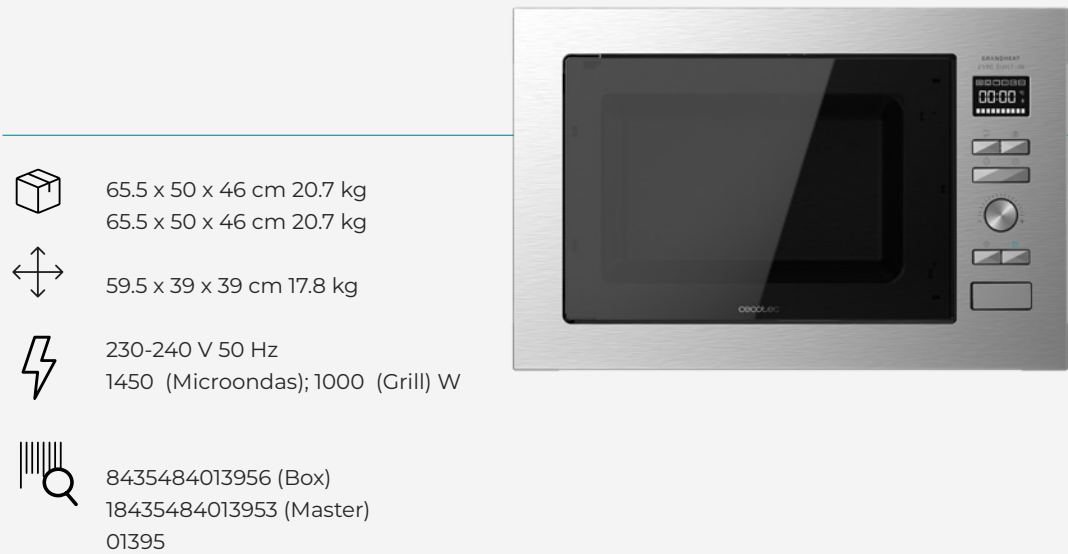 GRANDHEAT
00:00
cecotec
65.5 x 50 x 46 cm 20.7 kg
65.5 x 50 x 46 cm 20.7 kg
59.5 x 39 x 39 cm 17.8 kg
230-240 V 50 Hz
1450 (Microondas); 1000 (Grill) W
8435484013956 (Box)
18435484013953 (Master)
01395